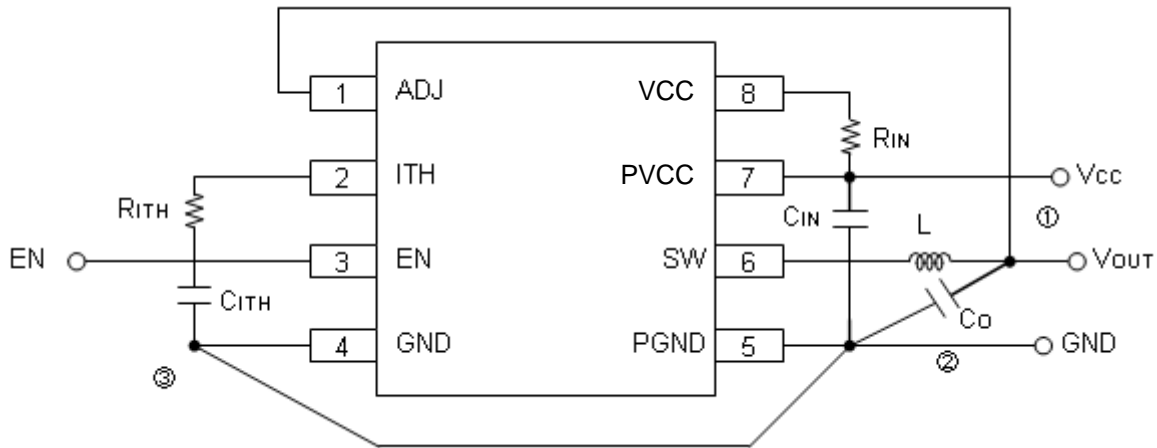 1 ADJ VCC 8
RIN
2 ITH PVCC 7 VCC
RITH
CIN
①
L
EN 3 EN SW 6 VOUT
CITH
CO
4 GND PGND 5 GND
②
③